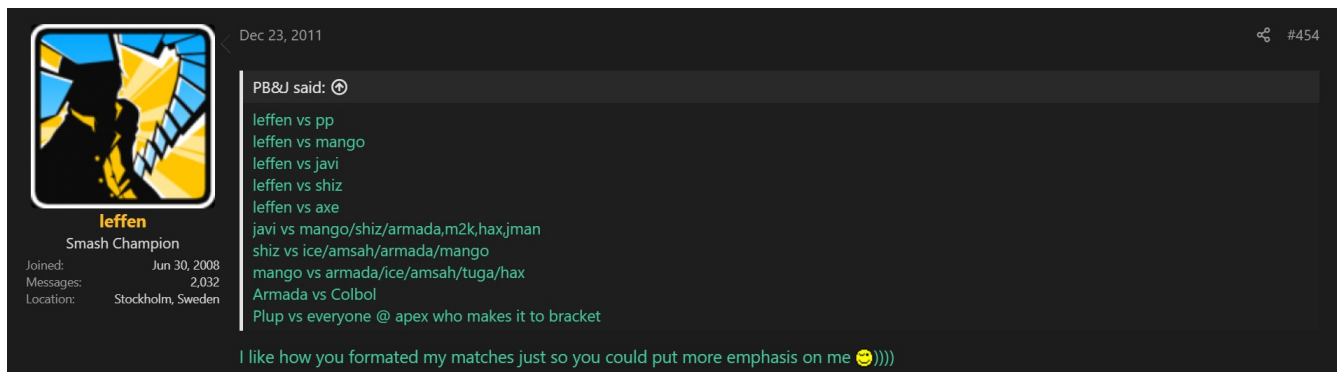 Dec 23, 2011
#454
PB&J said:
leffen vs pp
leffen vs mango
leffen vs javi
leffen vs shiz
leffen vs axe
javi vs mango/shiz/armada,m2k,hax,jman
shiz vs ice/amsah/armada/mango
mango vs armada/ice/amsah/tuga/hax
Armada vs Colbol
Plup vs everyone @ apex who makes it to bracket
I like how you formated my matches just so you could put more emphasis on me 😉))))
leffen
Smash Champion
Joined: Jun 30, 2008
Messages: 2,032
Location: Stockholm, Sweden